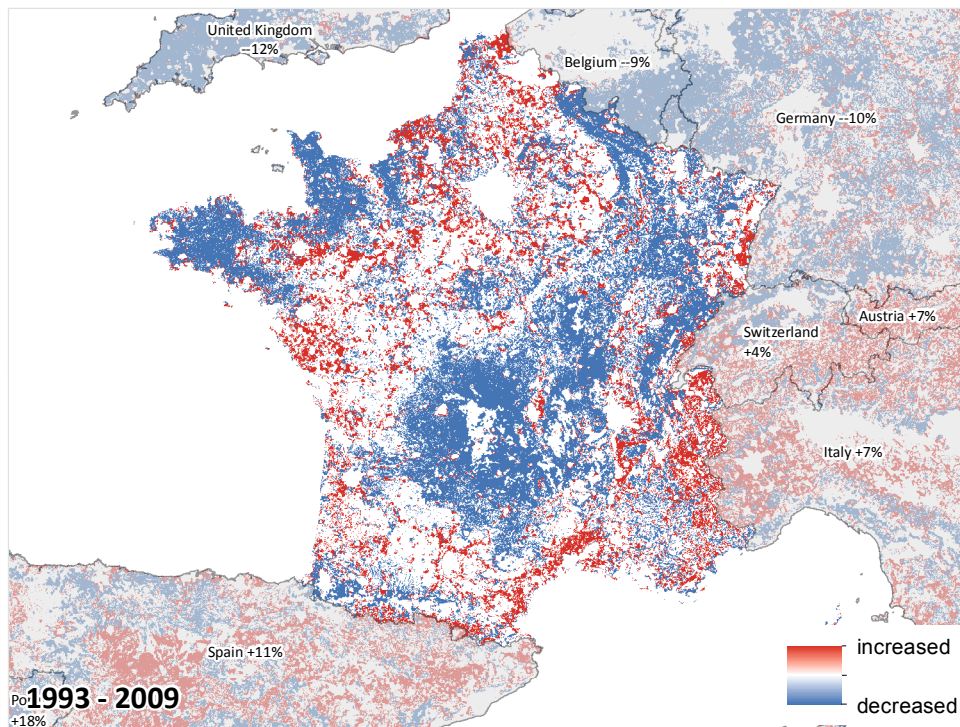 United Kingdom
--12%
Belgium --9%
Germany --10%
Austria +7%
Switzerland
+4%
Italy +7%
Spain +11%
increased
decreased
Po
+18%
1993 - 2009